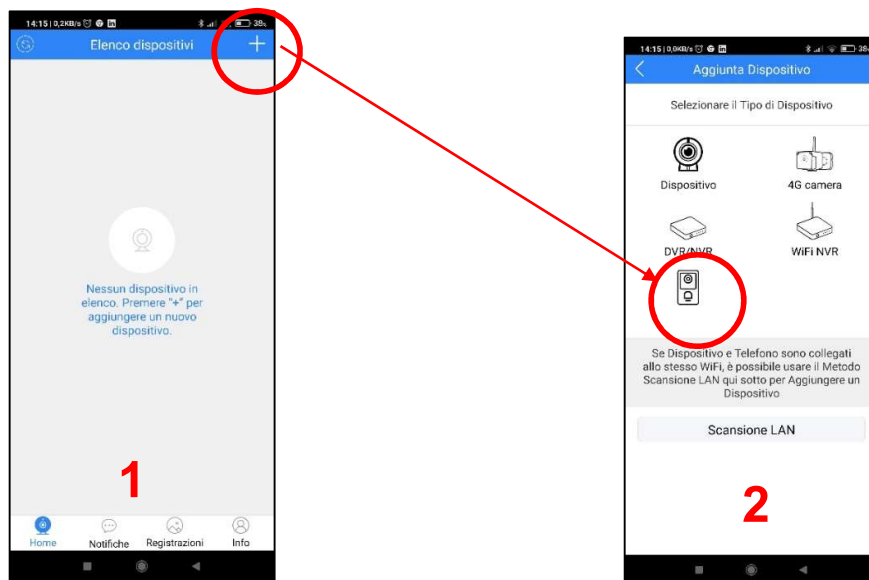 14:15 | 0,2KB/s
38%
Elenco dispositivi
Nessun dispositivo in
elenco. Premere "+" per
aggiungere un nuovo
dispositivo.
1
Home
Notifiche
Registrazioni
Info
14:15 | 0,0KB/s
38%
Aggiunta Dispositivo
Selezionare il Tipo di Dispositivo
Dispositivo
4G camera
DVR/NVR
WiFi NVR
Se Dispositivo e Telefono sono collegati
allo stesso WiFi, è possibile usare il Metodo
Scansione LAN qui sotto per Aggiungere un
Dispositivo
Scansione LAN
2